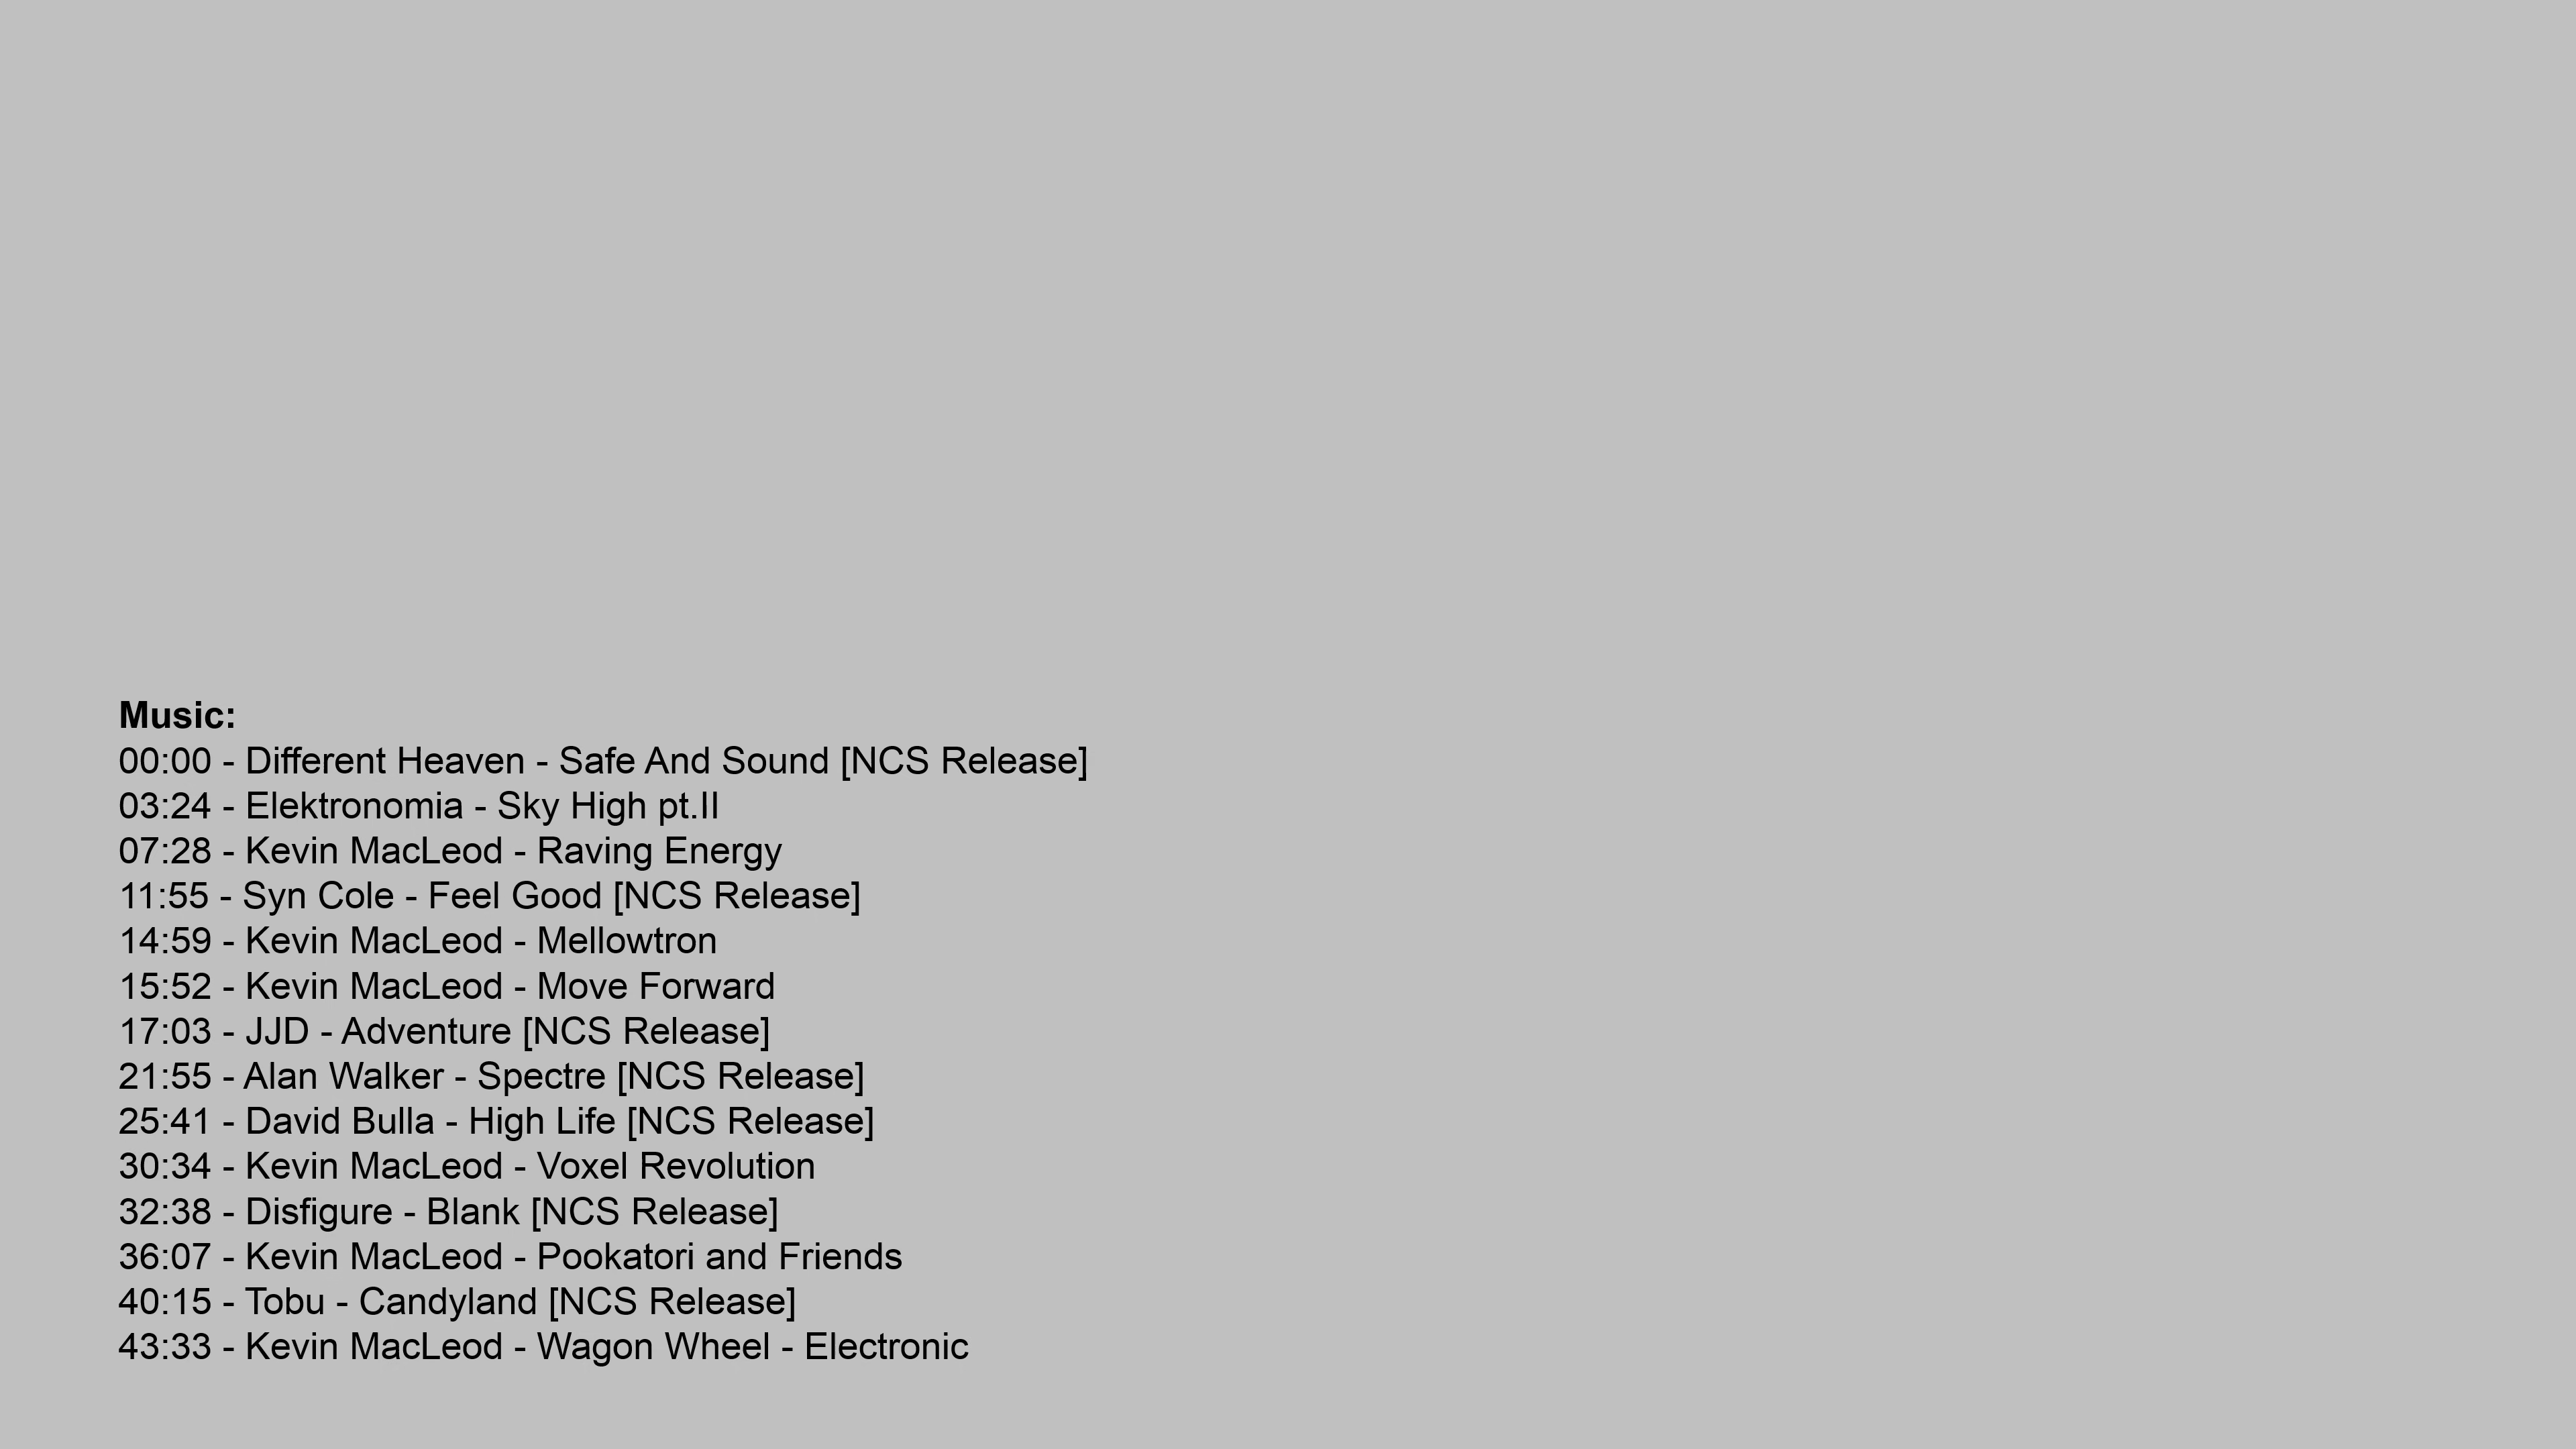 Music:
00:00 - Different Heaven - Safe And Sound [NCS Release]
03:24 - Elektronomia - Sky High pt.II
07:28 - Kevin MacLeod - Raving Energy
11:55 - Syn Cole - Feel Good [NCS Release]
14:59 - Kevin MacLeod - Mellowtron
15:52 - Kevin MacLeod - Move Forward
17:03 - JJD - Adventure [NCS Release]
21:55 - Alan Walker - Spectre [NCS Release]
25:41 - David Bulla - High Life [NCS Release]
30:34 - Kevin MacLeod - Voxel Revolution
32:38 - Disfigure - Blank [NCS Release]
36:07 - Kevin MacLeod - Pookatori and Friends
40:15 - Tobu - Candyland [NCS Release]
43:33 - Kevin MacLeod - Wagon Wheel - Electronic